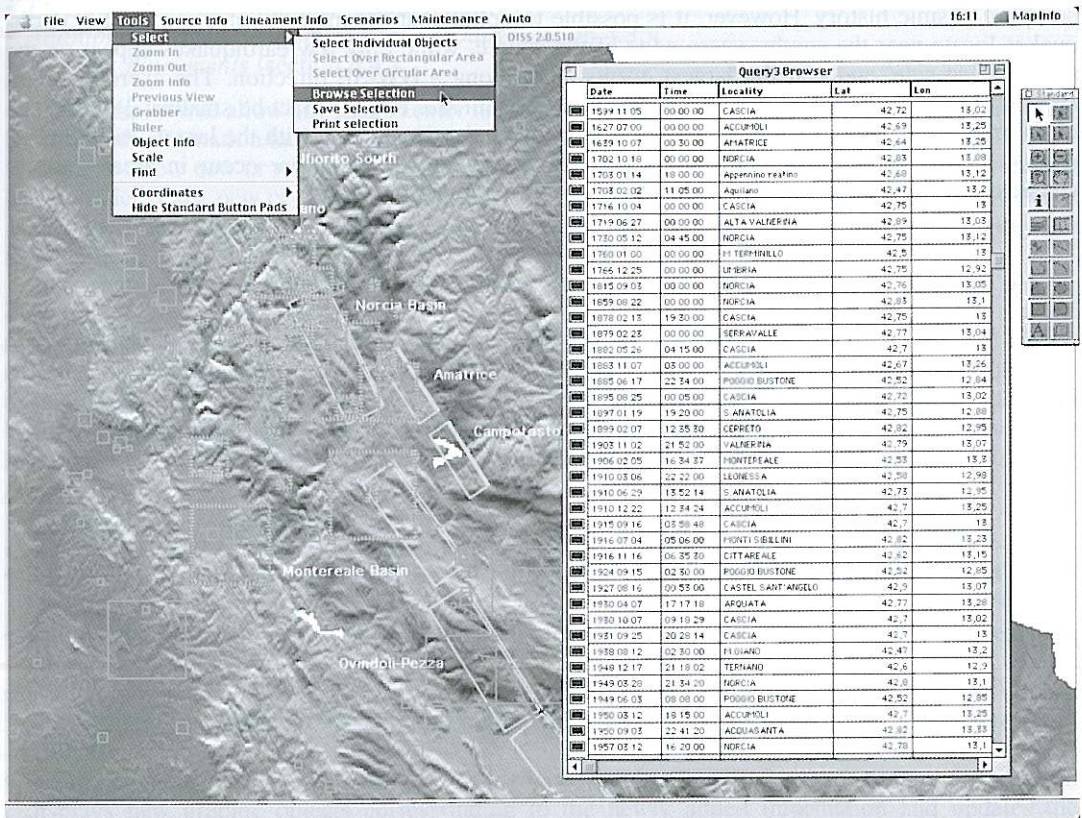 File View Tools Source Info Lineament Info Scenarios Maintenance Aiuto 16:11 MapInfo
DISS 2.0.510
Select
Zoom In
Zoom Out
Zoom Info
Previous View
Grabber
Ruler
Object Info
Scale
Find
Coordinates
Hide Standard Button Pads
Select Individual Objects
Select Over Rectangular Area
Select Over Circular Area
Browse Selection
Save Selection
Print selection
Norcia Basin
Amatrice
Campotosto
Montereale Basin
Ovindoli-Pezza
Query3 Browser
Date Time Locality Lat Lon
1599 11 05 00 00 00 CASCIA 42,72 13,02
1627 07 00 00 00 00 ACCUMOLI 42,69 13,25
1639 10 07 00 30 00 AMATRICE 42,64 13,25
1702 10 18 00 00 00 NORCIA 42,83 13,08
1703 01 14 18 00 00 Appennino reatino 42,68 13,12
1703 02 02 11 05 00 Aquilano 42,47 13,2
1716 10 04 00 00 00 CASCIA 42,75 13
1719 06 27 00 00 00 ALTA VALNERINA 42,89 13,03
1730 05 12 04 45 00 NORCIA 42,75 13,12
1760 01 00 00 00 00 M.TERMINILLO 42,5 13
1766 12 25 00 00 00 UMBRIA 42,75 12,92
1815 09 03 00 00 00 NORCIA 42,76 13,05
1859 08 22 00 00 00 NORCIA 42,83 13,1
1878 02 13 19 30 00 CASCIA 42,75 13
1879 02 23 00 00 00 SERRAVALLE 42,77 13,04
1882 05 26 04 15 00 CASCIA 42,7 13
1883 11 07 03 00 00 ACCUMOLI 42,67 13,26
1885 06 17 22 34 00 POGGIO BUSTONE 42,52 12,84
1895 08 25 00 05 00 CASCIA 42,72 13,02
1897 01 19 19 20 00 S.ANATOLIA 42,75 12,88
1899 02 07 12 35 30 CERRETO 42,82 12,95
1903 11 02 21 52 00 VALNERINA 42,79 13,07
1906 02 05 16 34 37 MONTEREALE 42,53 13,3
1910 03 06 22 22 00 LEONESSA 42,58 12,98
1910 06 29 13 52 14 S.ANATOLIA 42,73 12,95
1910 12 22 12 34 24 ACCUMOLI 42,7 13,25
1915 09 16 03 58 48 CASCIA 42,7 13
1916 07 04 05 06 00 MONTI SIBILLINI 42,82 13,23
1916 11 16 06 35 30 CITTAREALE 42,62 13,15
1924 09 15 02 30 00 POGGIO BUSTONE 42,52 12,85
1927 08 16 00 53 00 CASTEL SANT'ANGELO 42,9 13,07
1930 04 07 17 17 18 ARQUATA 42,77 13,28
1930 10 07 09 18 29 CASCIA 42,7 13,02
1931 09 25 20 28 14 CASCIA 42,7 13
1938 08 12 02 30 00 M.GIANO 42,47 13,2
1948 12 17 21 18 02 TERNANO 42,6 12,9
1949 03 28 21 34 20 NORCIA 42,8 13,1
1949 06 03 08 08 00 POGGIO BUSTONE 42,52 12,85
1950 03 12 18 15 00 ACCUMOLI 42,7 13,25
1950 09 03 22 41 20 ACQUASANTA 42,82 13,33
1957 03 12 16 20 00 NORCIA 42,78 13,1
Standard